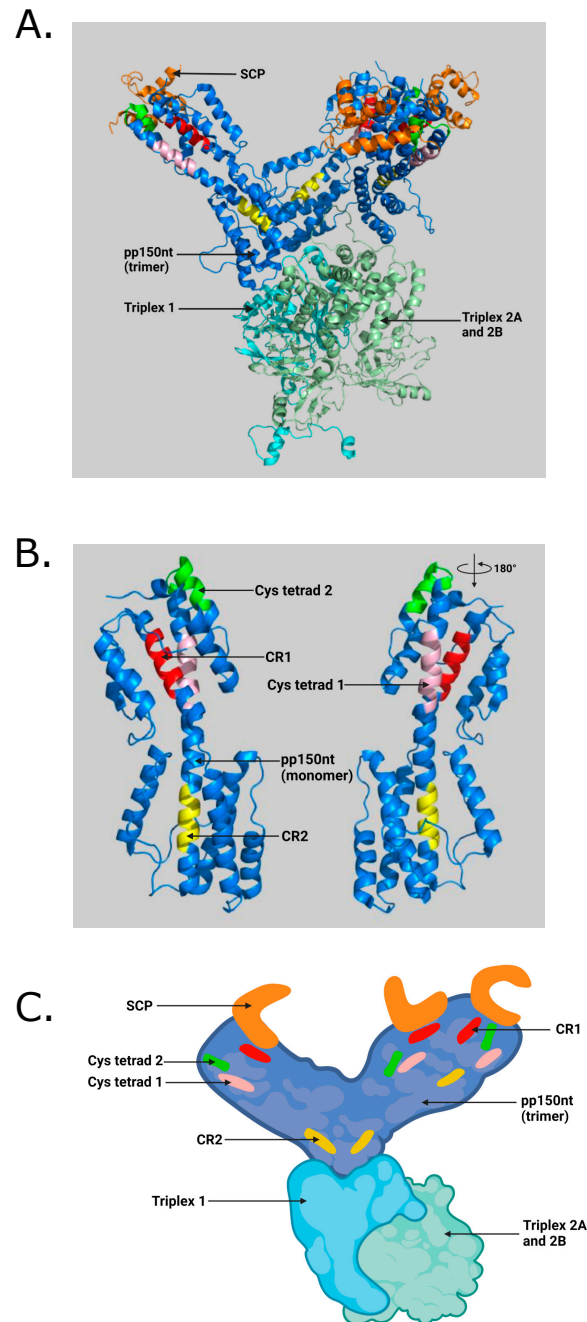 A.
SCP
pp150nt
(trimer)
Triplex 1
Triplex 2A
and 2B
B.
180°
Cys tetrad 2
CR1
Cys tetrad 1
pp150nt
(monomer)
CR2
C.
SCP
CR1
Cys tetrad 2
Cys tetrad 1
pp150nt
(trimer)
CR2
Triplex 1
Triplex 2A
and 2B